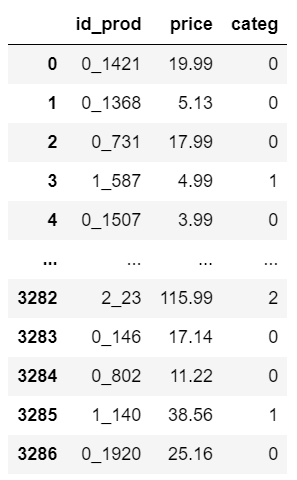 id_prod price categ
0 0_1421 19.99 0
1 0_1368 5.13 0
2 0_731 17.99 0
3 1_587 4.99 1
4 0_1507 3.99 0
... ... ... ...
3282 2_23 115.99 2
3283 0_146 17.14 0
3284 0_802 11.22 0
3285 1_140 38.56 1
3286 0_1920 25.16 0